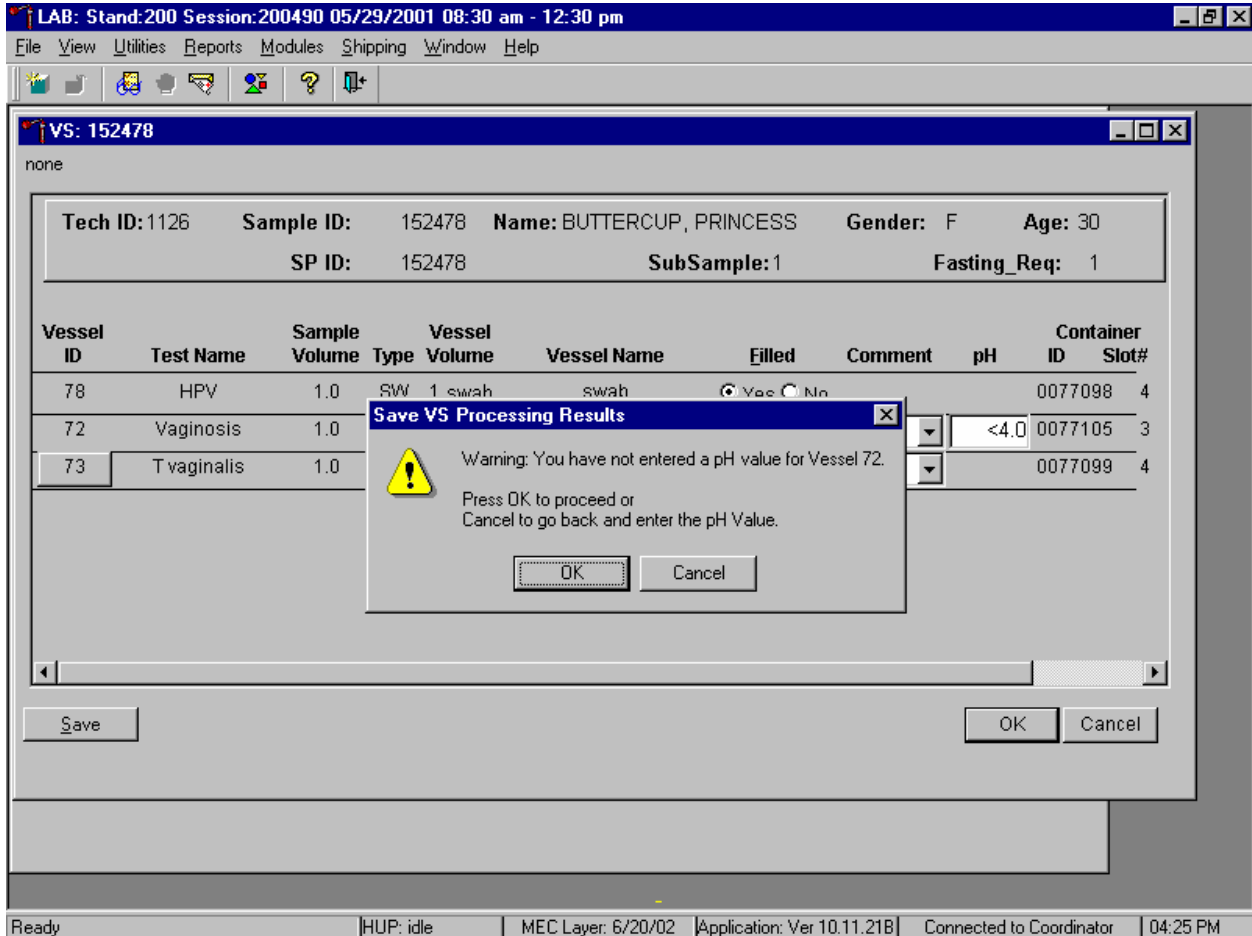 LAB: Stand:200 Session:200490 05/29/2001 08:30 am - 12:30 pm
File View Utilities Reports Modules Shipping Window Help
VS: 152478
none
Tech ID: 1126 Sample ID: 152478 Name: BUTTERCUP, PRINCESS Gender: F Age: 30
SP ID: 152478 SubSample: 1 Fasting_Req: 1
Vessel Sample Vessel Container
ID Test Name Volume Type Volume Vessel Name Filled Comment pH ID Slot#
78 HPV 1.0 SW 1 swab swab Yes No 0077098 4
72 Vaginosis 1.0 <4.0 0077105 3
73 T vaginalis 1.0 0077099 4
Save VS Processing Results
Warning: You have not entered a pH value for Vessel 72.
Press OK to proceed or
Cancel to go back and enter the pH Value.
OK Cancel
Save OK Cancel
Ready HUP: idle MEC Layer: 6/20/02 Application: Ver 10.11.21B Connected to Coordinator 04:25 PM